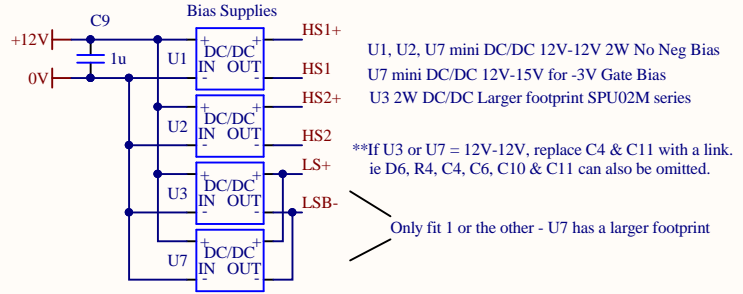 Bias Supplies
C9
+12V
1u
0V
U1
+
+
DC/DC
IN OUT
-
-
HS1+
HS1
U2
+
+
DC/DC
IN OUT
-
-
HS2+
HS2
U3
+
+
DC/DC
IN OUT
-
-
LS+
LSB-
U7
+
+
DC/DC
IN OUT
-
-
U1, U2, U7 mini DC/DC 12V-12V 2W No Neg Bias
U7 mini DC/DC 12V-15V for -3V Gate Bias
U3 2W DC/DC Larger footprint SPU02M series
**If U3 or U7 = 12V-12V, replace C4 & C11 with a link.
ie D6, R4, C4, C6, C10 & C11 can also be omitted.
Only fit 1 or the other - U7 has a larger footprint